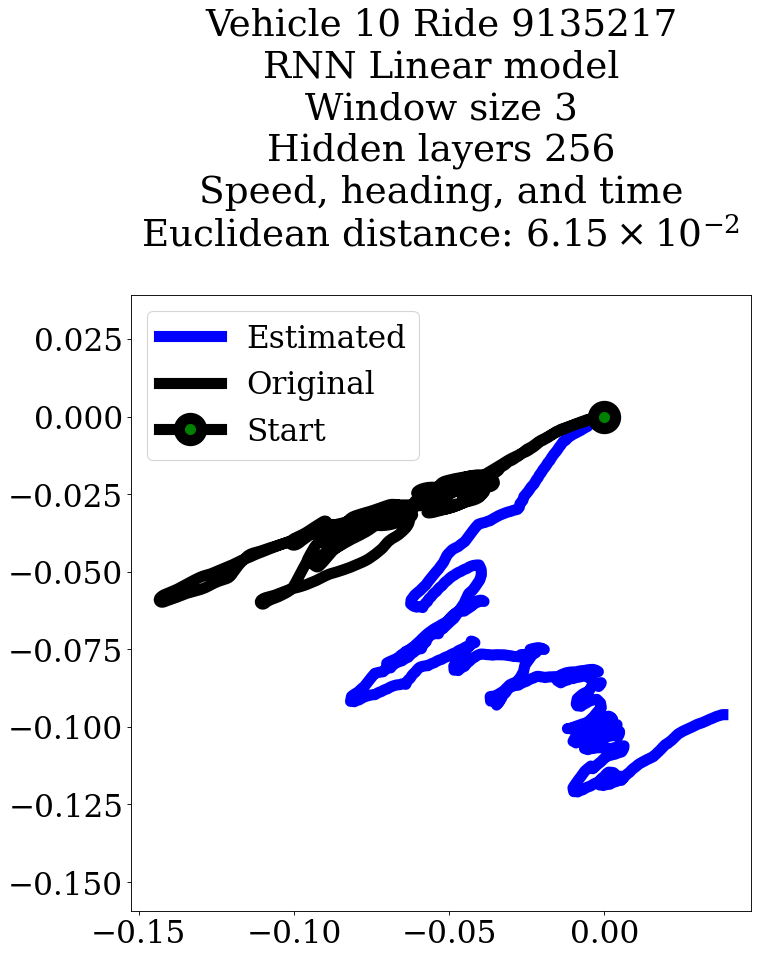 Vehicle 10 Ride 9135217
RNN Linear model
Window size 3
Hidden layers 256
Speed, heading, and time
Euclidean distance: 6.15 × 10⁻²
Estimated
Original
Start
0.025
0.000
−0.025
−0.050
−0.075
−0.100
−0.125
−0.150
−0.15 −0.10 −0.05 0.00